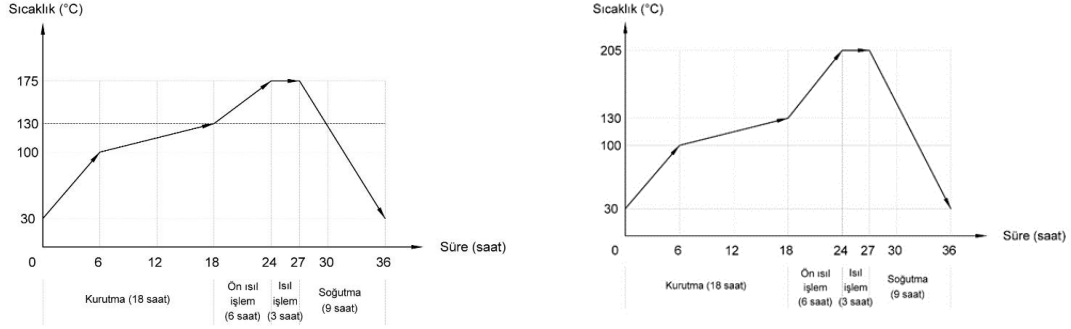 Sıcaklık (°C)
175
130
100
30
0 6 12 18 24 27 30 36
Süre (saat)
Kurutma (18 saat)
Ön ısıl
işlem
(6 saat)
Isıl
işlem
(3 saat)
Soğutma
(9 saat)
Sıcaklık (°C)
205
130
100
30
0 6 12 18 24 27 30 36
Süre (saat)
Kurutma (18 saat)
Ön ısıl
işlem
(6 saat)
Isıl
işlem
(3 saat)
Soğutma
(9 saat)